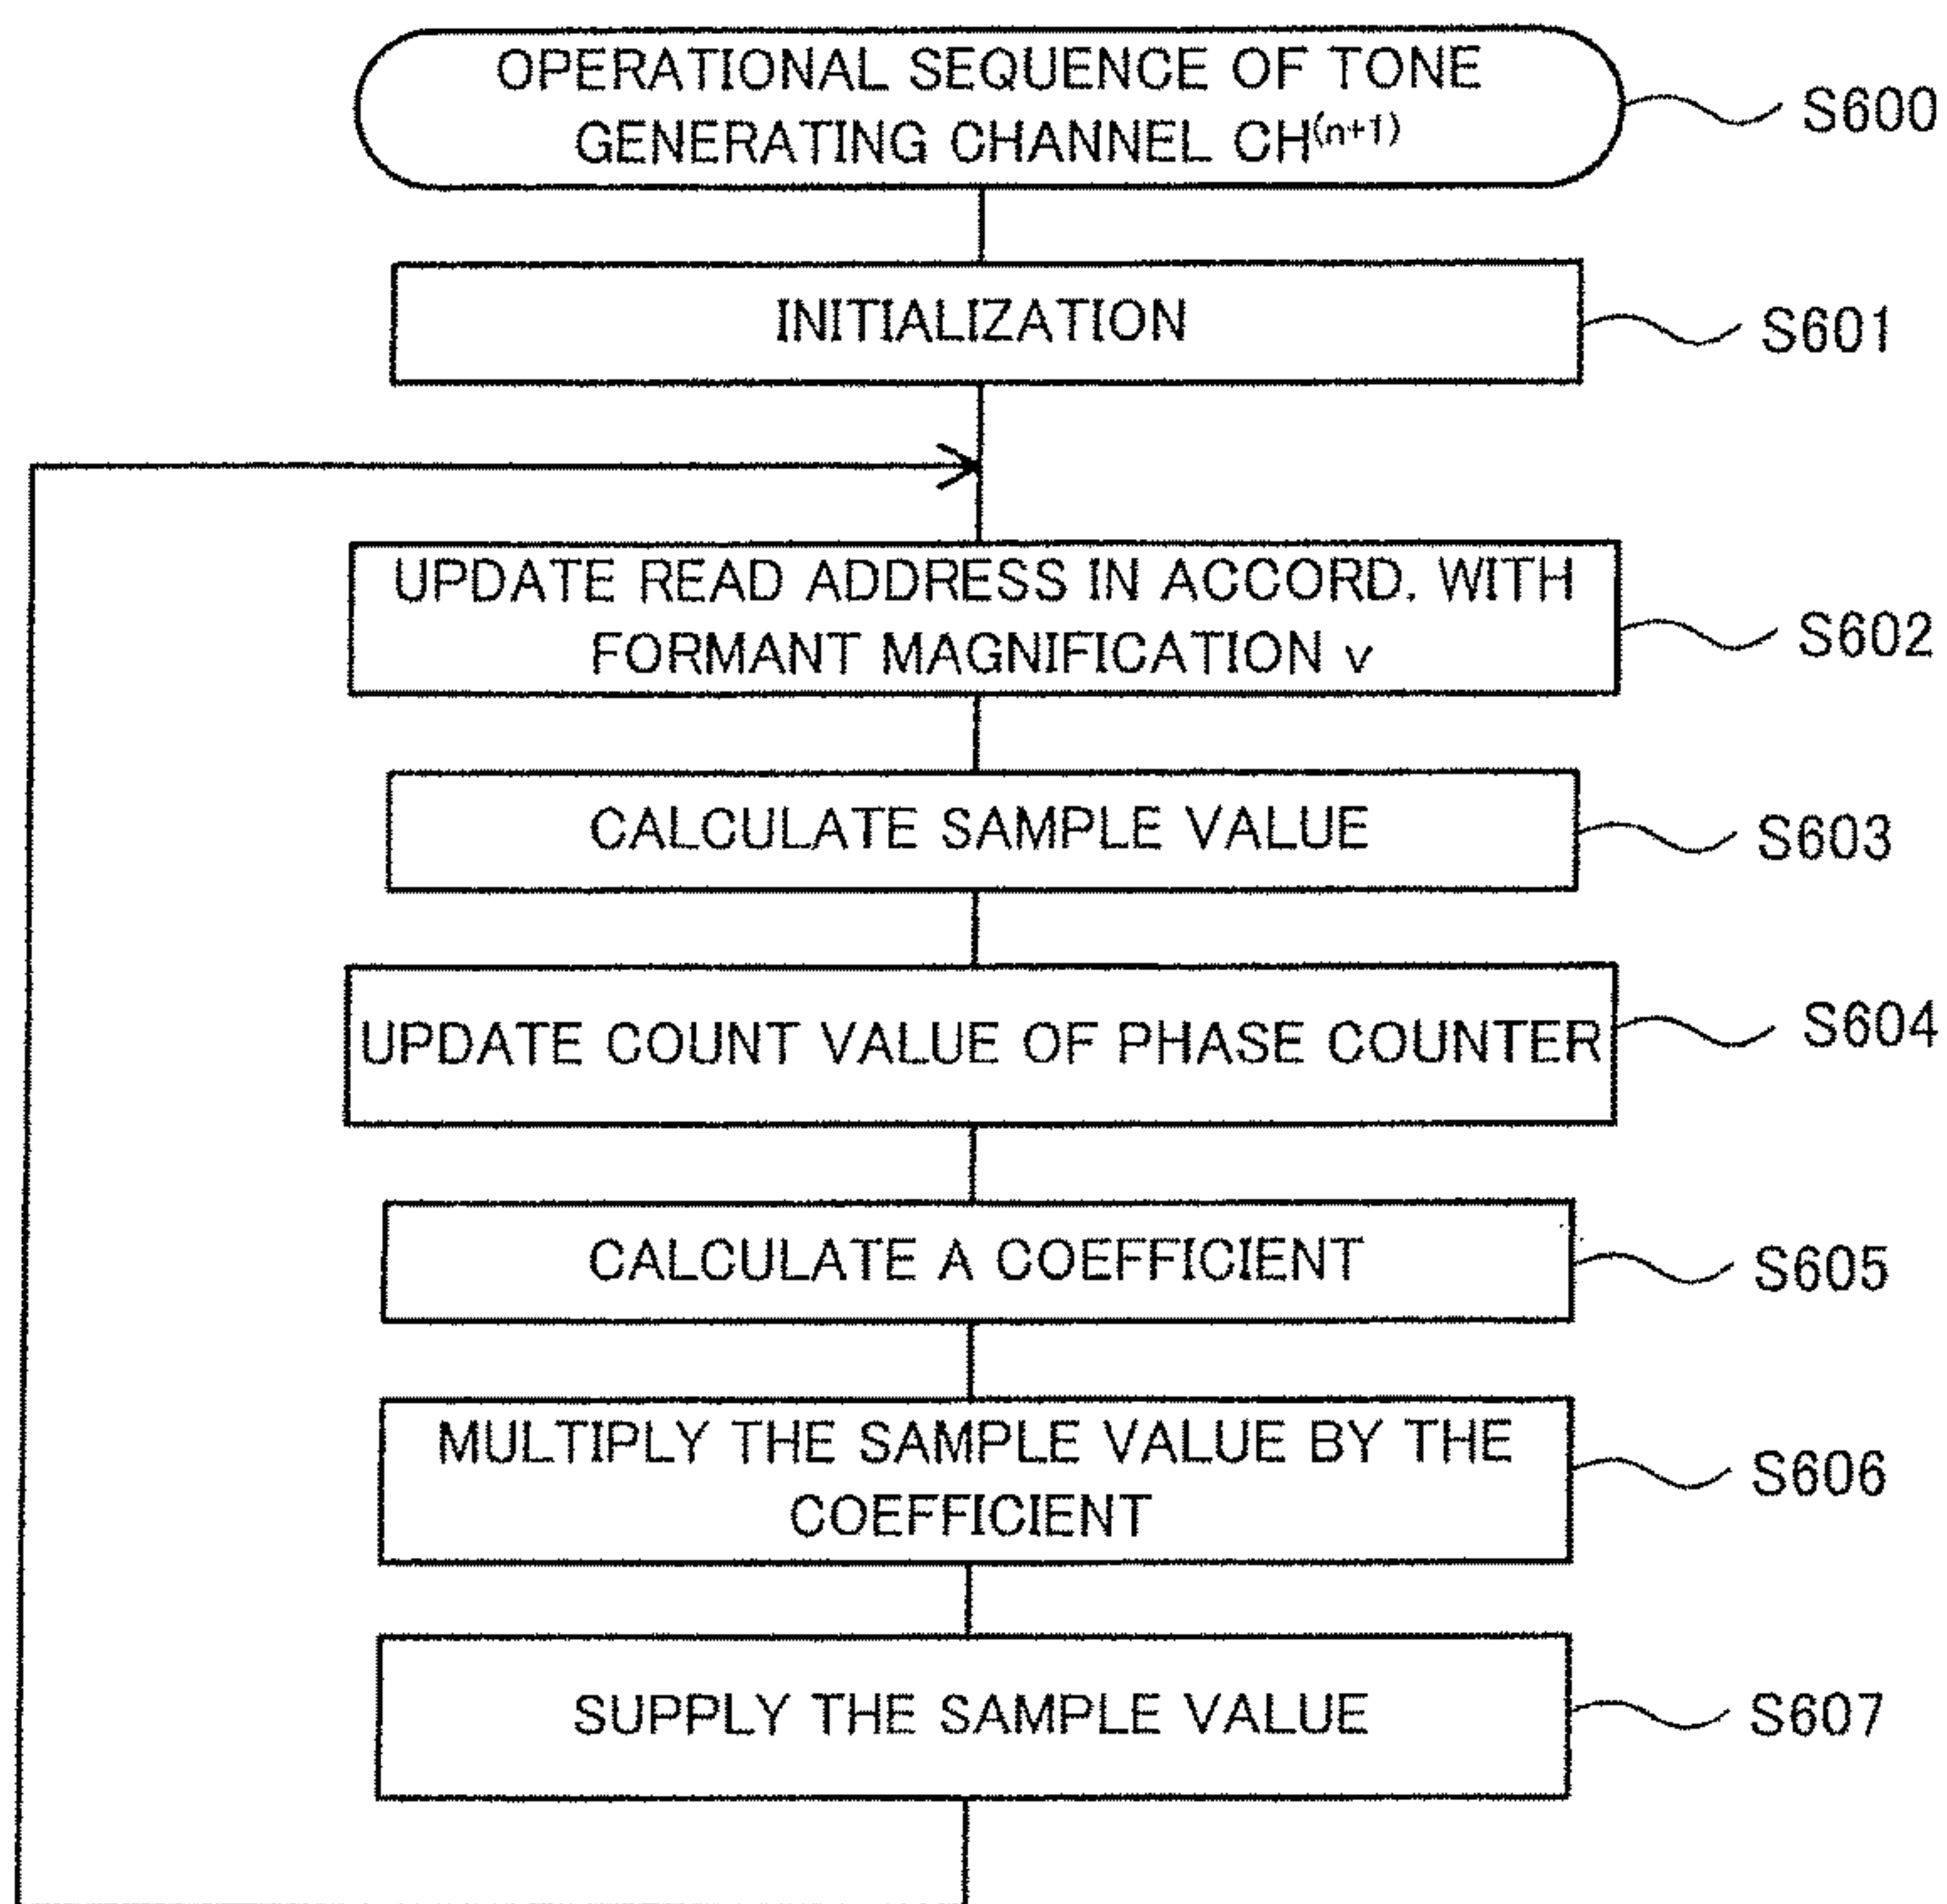 OPERATIONAL SEQUENCE OF TONE
GENERATING CHANNEL CH(n+1)
S600
INITIALIZATION
S601
UPDATE READ ADDRESS IN ACCORD. WITH
FORMANT MAGNIFICATION v
S602
CALCULATE SAMPLE VALUE
S603
UPDATE COUNT VALUE OF PHASE COUNTER
S604
CALCULATE A COEFFICIENT
S605
MULTIPLY THE SAMPLE VALUE BY THE
COEFFICIENT
S606
SUPPLY THE SAMPLE VALUE
S607